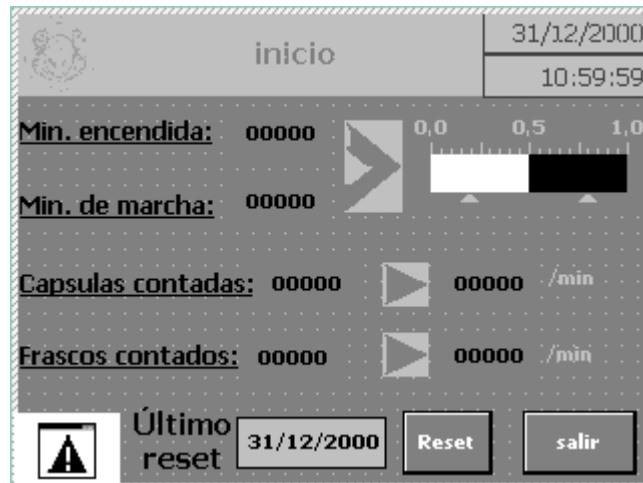 inicio
31/12/2000
10:59:59
Min. encendida: 00000
0,0 0,5 1,0
Min. de marcha: 00000
Capsulas contadas: 00000 00000 /min
Frascos contados: 00000 00000 /min
Último reset
31/12/2000
Reset
salir